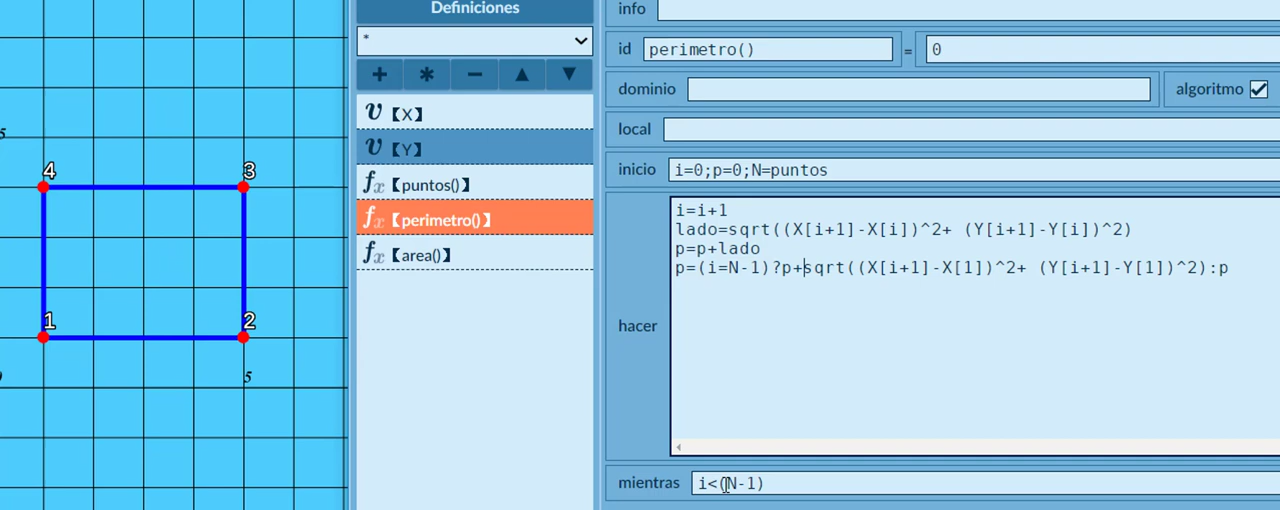 5
4
3
1
2
5
Definiciones
*
【X】
【Y】
fx【puntos()】
fx【perimetro()】
fx【area()】
info
id perimetro() = 0
dominio
algoritmo
local
inicio i=0;p=0;N=puntos
hacer
i=i+1
lado=sqrt((X[i+1]-X[i])^2+ (Y[i+1]-Y[i])^2)
p=p+lado
p=(i=N-1)?p+sqrt((X[i+1]-X[1])^2+ (Y[i+1]-Y[1])^2):p
mientras i<(N-1)